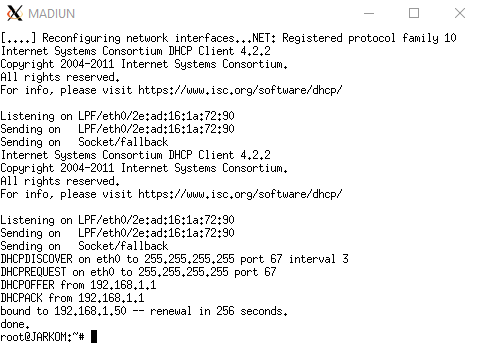 MADIUN
[....] Reconfiguring network interfaces...NET: Registered protocol family 10
Internet Systems Consortium DHCP Client 4.2.2
Copyright 2004-2011 Internet Systems Consortium.
All rights reserved.
For info, please visit https://www.isc.org/software/dhcp/

Listening on LPF/eth0/2e:ad:16:1a:72:90
Sending on   LPF/eth0/2e:ad:16:1a:72:90
Sending on   Socket/fallback
Internet Systems Consortium DHCP Client 4.2.2
Copyright 2004-2011 Internet Systems Consortium.
All rights reserved.
For info, please visit https://www.isc.org/software/dhcp/

Listening on LPF/eth0/2e:ad:16:1a:72:90
Sending on   LPF/eth0/2e:ad:16:1a:72:90
Sending on   Socket/fallback
DHCPDISCOVER on eth0 to 255.255.255.255 port 67 interval 3
DHCPREQUEST on eth0 to 255.255.255.255 port 67
DHCPOFFER from 192.168.1.1
DHCPACK from 192.168.1.1
bound to 192.168.1.50 -- renewal in 256 seconds.
done.
root@JARKOM:~#